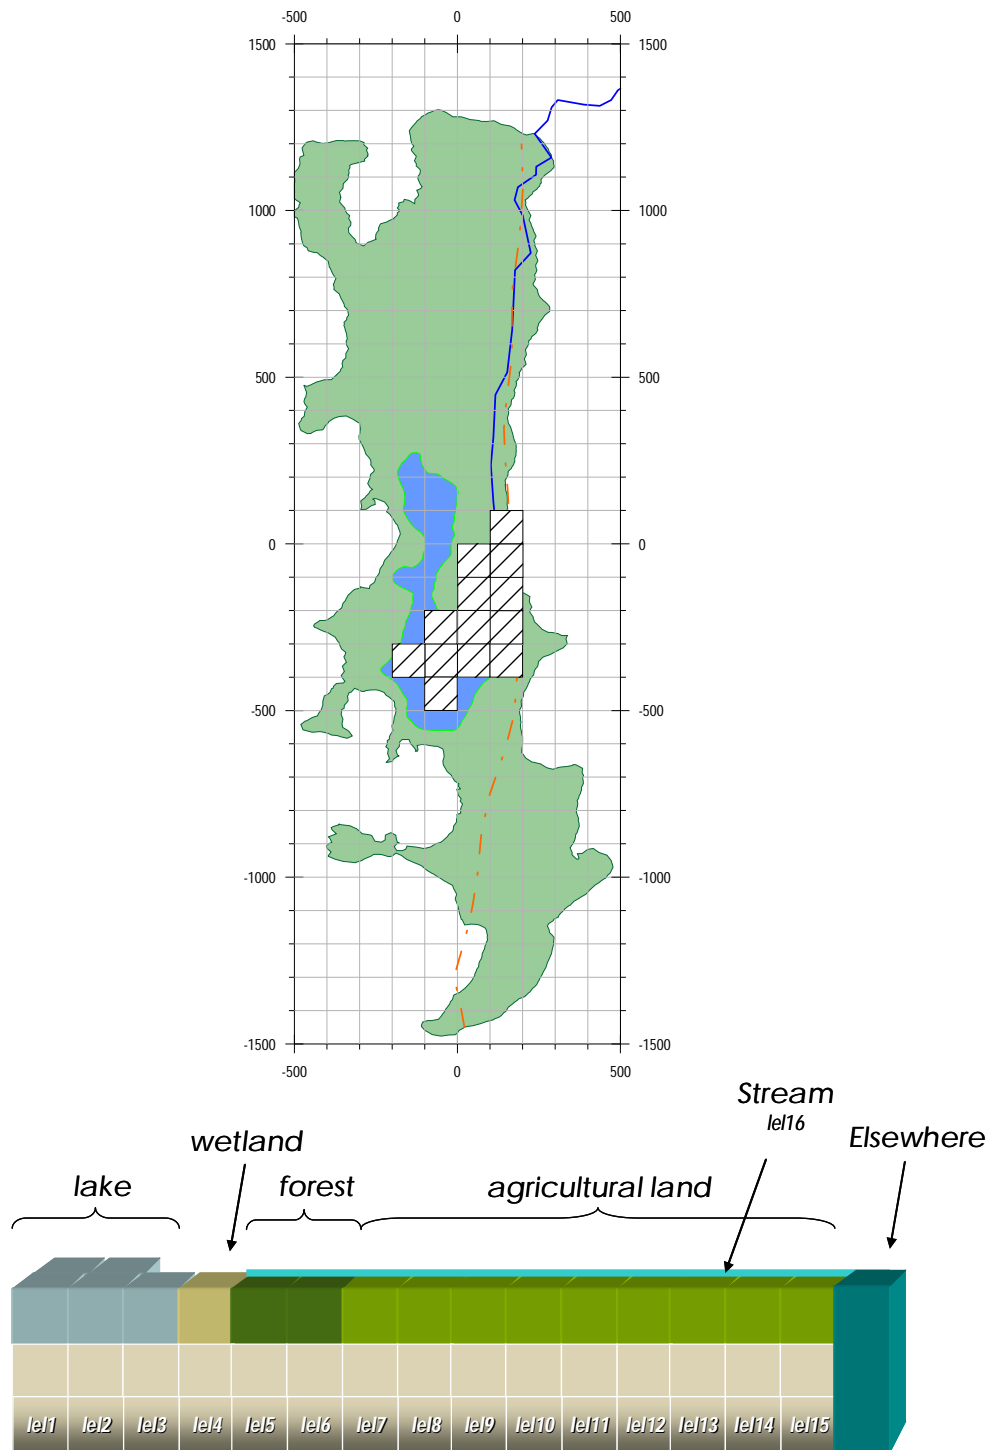 -500 0 500
1500 1500
1000 1000
500 500
0 0
-500 -500
-1000 -1000
-1500 -1500
-500 0 500
Stream
lel16
Elsewhere
wetland
lake forest agricultural land
lel1 lel2 lel3 lel4 lel5 lel6 lel7 lel8 lel9 lel10 lel11 lel12 lel13 lel14 lel15